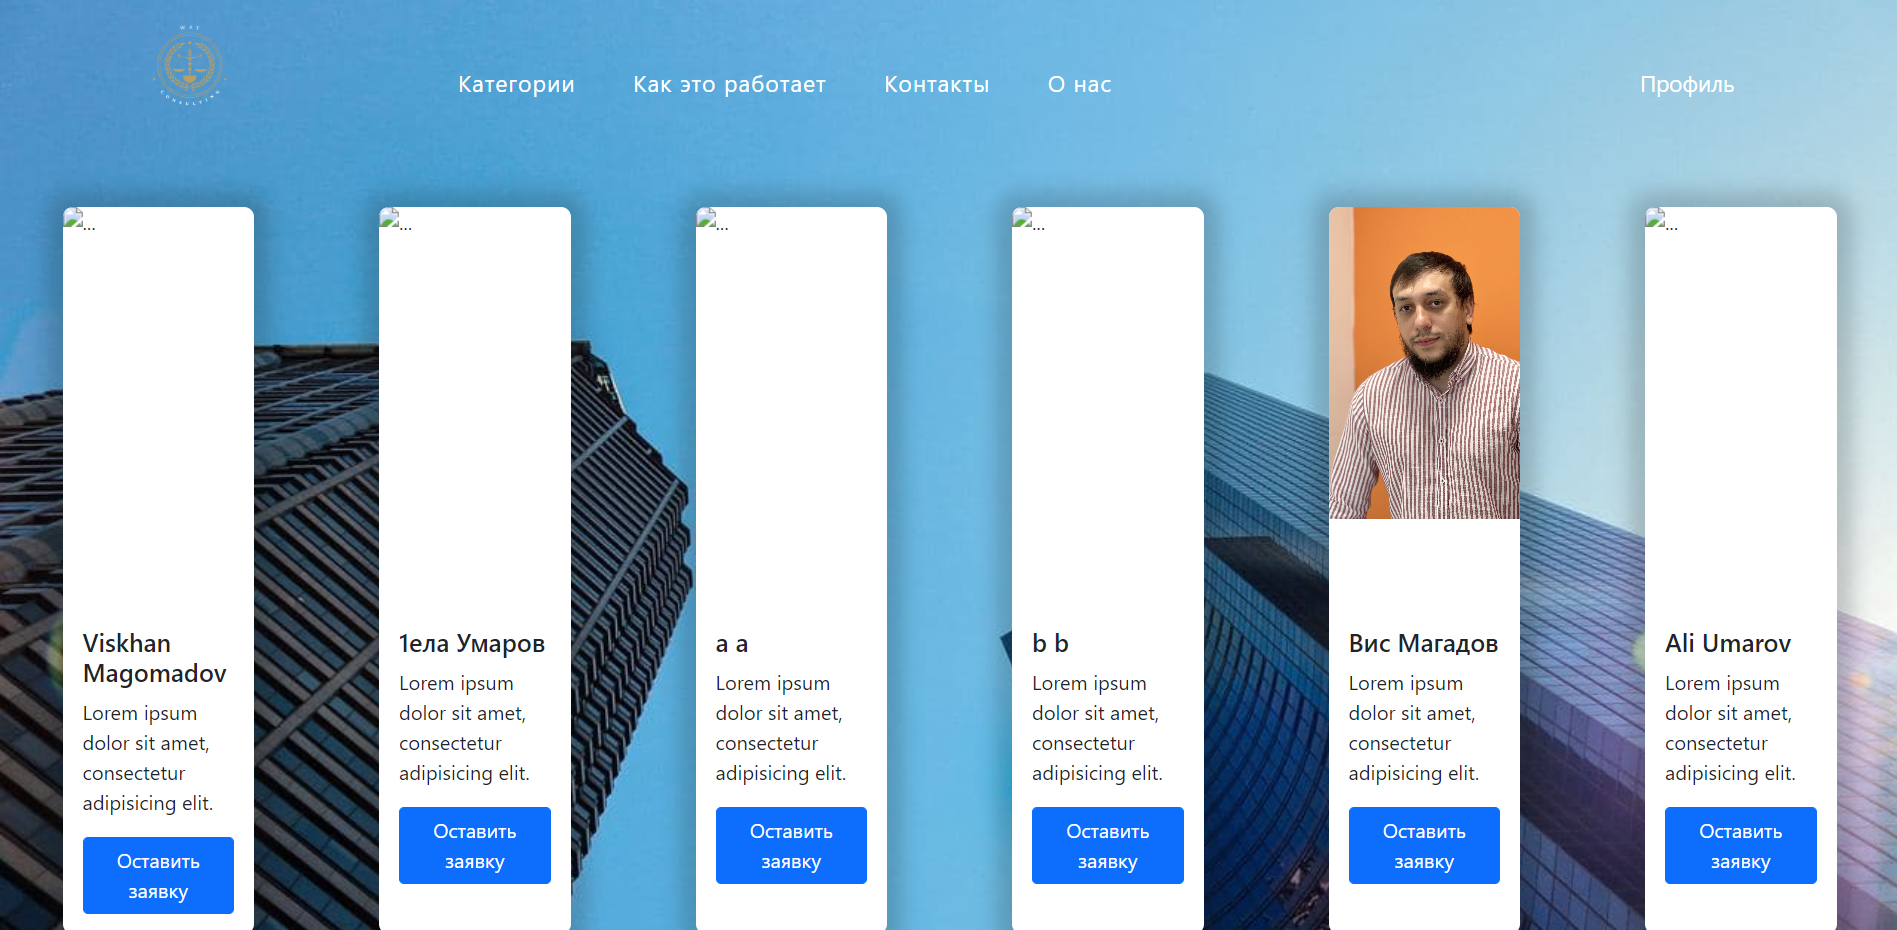 WAY
CONSULTING
Категории
Как это работает
Контакты
О нас
Профиль
...
...
...
...
...
Viskhan
Magomadov
Lorem ipsum
dolor sit amet,
consectetur
adipisicing elit.
Оставить
заявку
1ела Умаров
Lorem ipsum
dolor sit amet,
consectetur
adipisicing elit.
Оставить
заявку
a a
Lorem ipsum
dolor sit amet,
consectetur
adipisicing elit.
Оставить
заявку
b b
Lorem ipsum
dolor sit amet,
consectetur
adipisicing elit.
Оставить
заявку
Вис Магадов
Lorem ipsum
dolor sit amet,
consectetur
adipisicing elit.
Оставить
заявку
Ali Umarov
Lorem ipsum
dolor sit amet,
consectetur
adipisicing elit.
Оставить
заявку